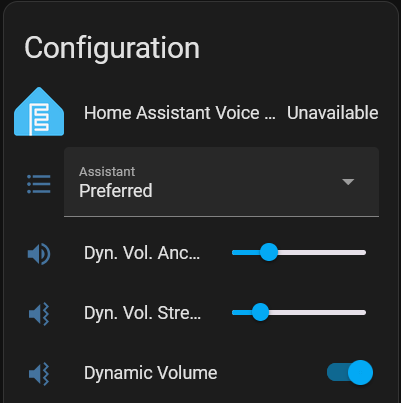 Configuration
Home Assistant Voice ... Unavailable
Assistant
Preferred
Dyn. Vol. Anc...
Dyn. Vol. Stre...
Dynamic Volume